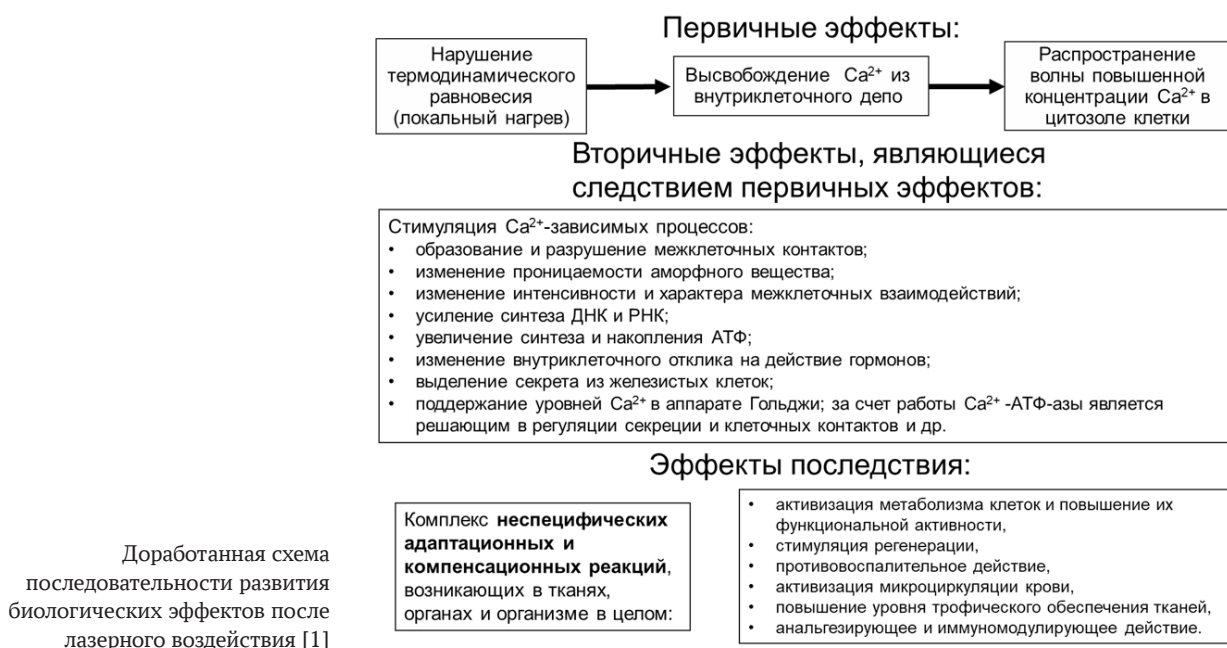 Первичные эффекты:
Нарушение
термодинамического
равновесия
(локальный нагрев)
Высвобождение Ca²⁺ из
внутриклеточного депо
Распространение
волны повышенной
концентрации Ca²⁺ в
цитозоле клетки
Вторичные эффекты, являющиеся
следствием первичных эффектов:
Стимуляция Ca²⁺-зависимых процессов:
• образование и разрушение межклеточных контактов;
• изменение проницаемости аморфного вещества;
• изменение интенсивности и характера межклеточных взаимодействий;
• усиление синтеза ДНК и РНК;
• увеличение синтеза и накопления АТФ;
• изменение внутриклеточного отклика на действие гормонов;
• выделение секрета из железистых клеток;
• поддержание уровней Ca²⁺ в аппарате Гольджи; за счет работы Ca²⁺ -АТФ-азы является
решающим в регуляции секреции и клеточных контактов и др.
Эффекты последствия:
Комплекс неспецифических
адаптационных и
компенсационных реакций,
возникающих в тканях,
органах и организме в целом:
• активизация метаболизма клеток и повышение их
функциональной активности,
• стимуляция регенерации,
• противовоспалительное действие,
• активизация микроциркуляции крови,
• повышение уровня трофического обеспечения тканей,
• анальгезирующее и иммуномодулирующее действие.
Доработанная схема
последовательности развития
биологических эффектов после
лазерного воздействия [1]